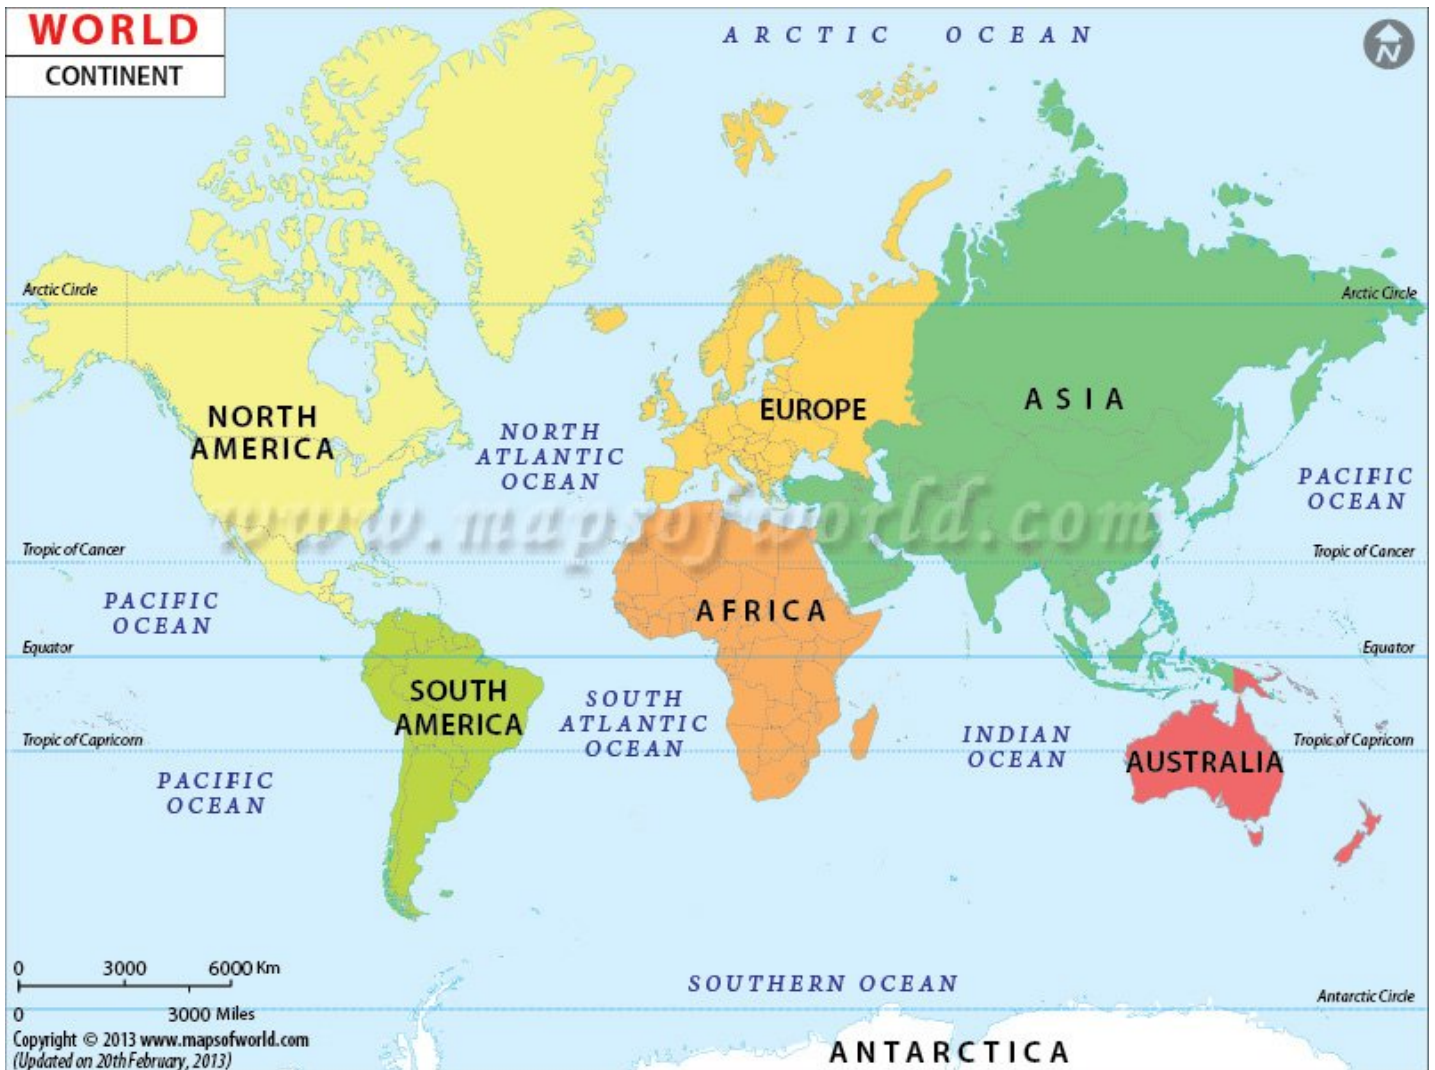 WORLD
CONTINENT
ARCTIC OCEAN
N
Arctic Circle
Arctic Circle
NORTH
AMERICA
NORTH
ATLANTIC
OCEAN
EUROPE
ASIA
PACIFIC
OCEAN
www.mapsofworld.com
Tropic of Cancer
Tropic of Cancer
PACIFIC
OCEAN
AFRICA
Equator
Equator
SOUTH
AMERICA
SOUTH
ATLANTIC
OCEAN
INDIAN
OCEAN
AUSTRALIA
Tropic of Capricorn
Tropic of Capricorn
PACIFIC
OCEAN
0 3000 6000 Km
0 3000 Miles
SOUTHERN OCEAN
Antarctic Circle
Copyright © 2013 www.mapsofworld.com
(Updated on 20th February, 2013)
ANTARCTICA